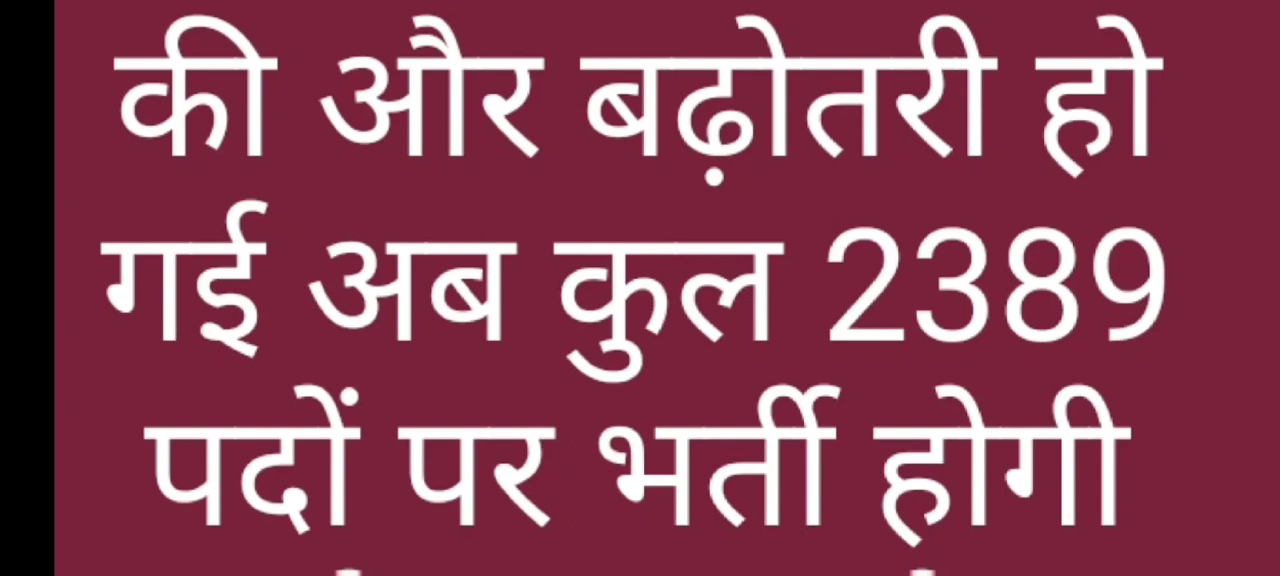 की और बढ़ोतरी हो
गई अब कुल 2389
पदों पर भर्ती होगी